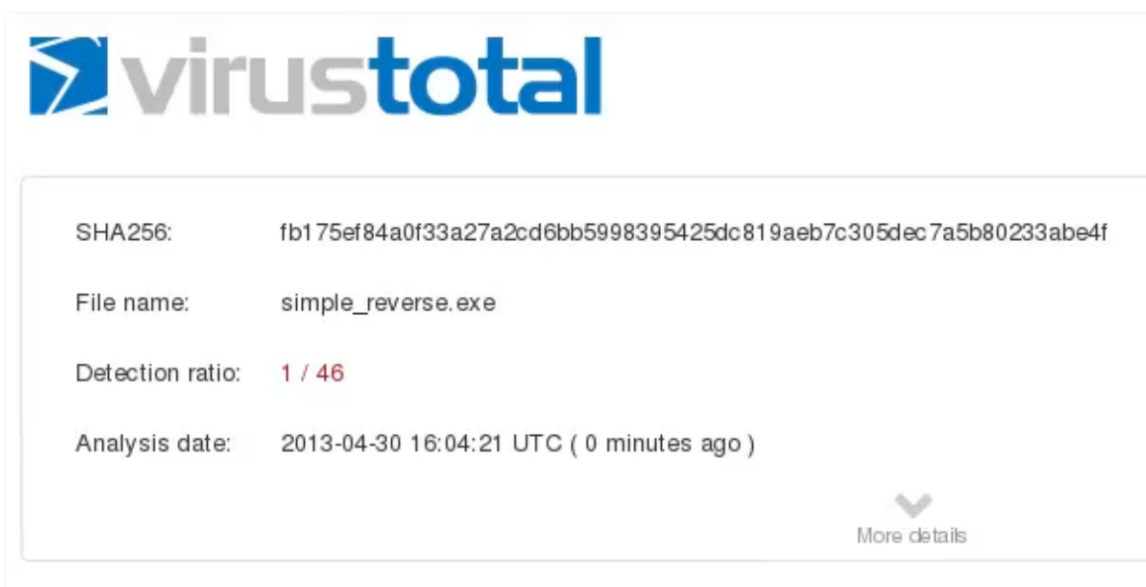 virustotal
SHA256: fb175ef84a0f33a27a2cd6bb5998395425dc819aeb7c305dec7a5b80233abe4f
File name: simple_reverse.exe
Detection ratio: 1 / 46
Analysis date: 2013-04-30 16:04:21 UTC ( 0 minutes ago )
More details